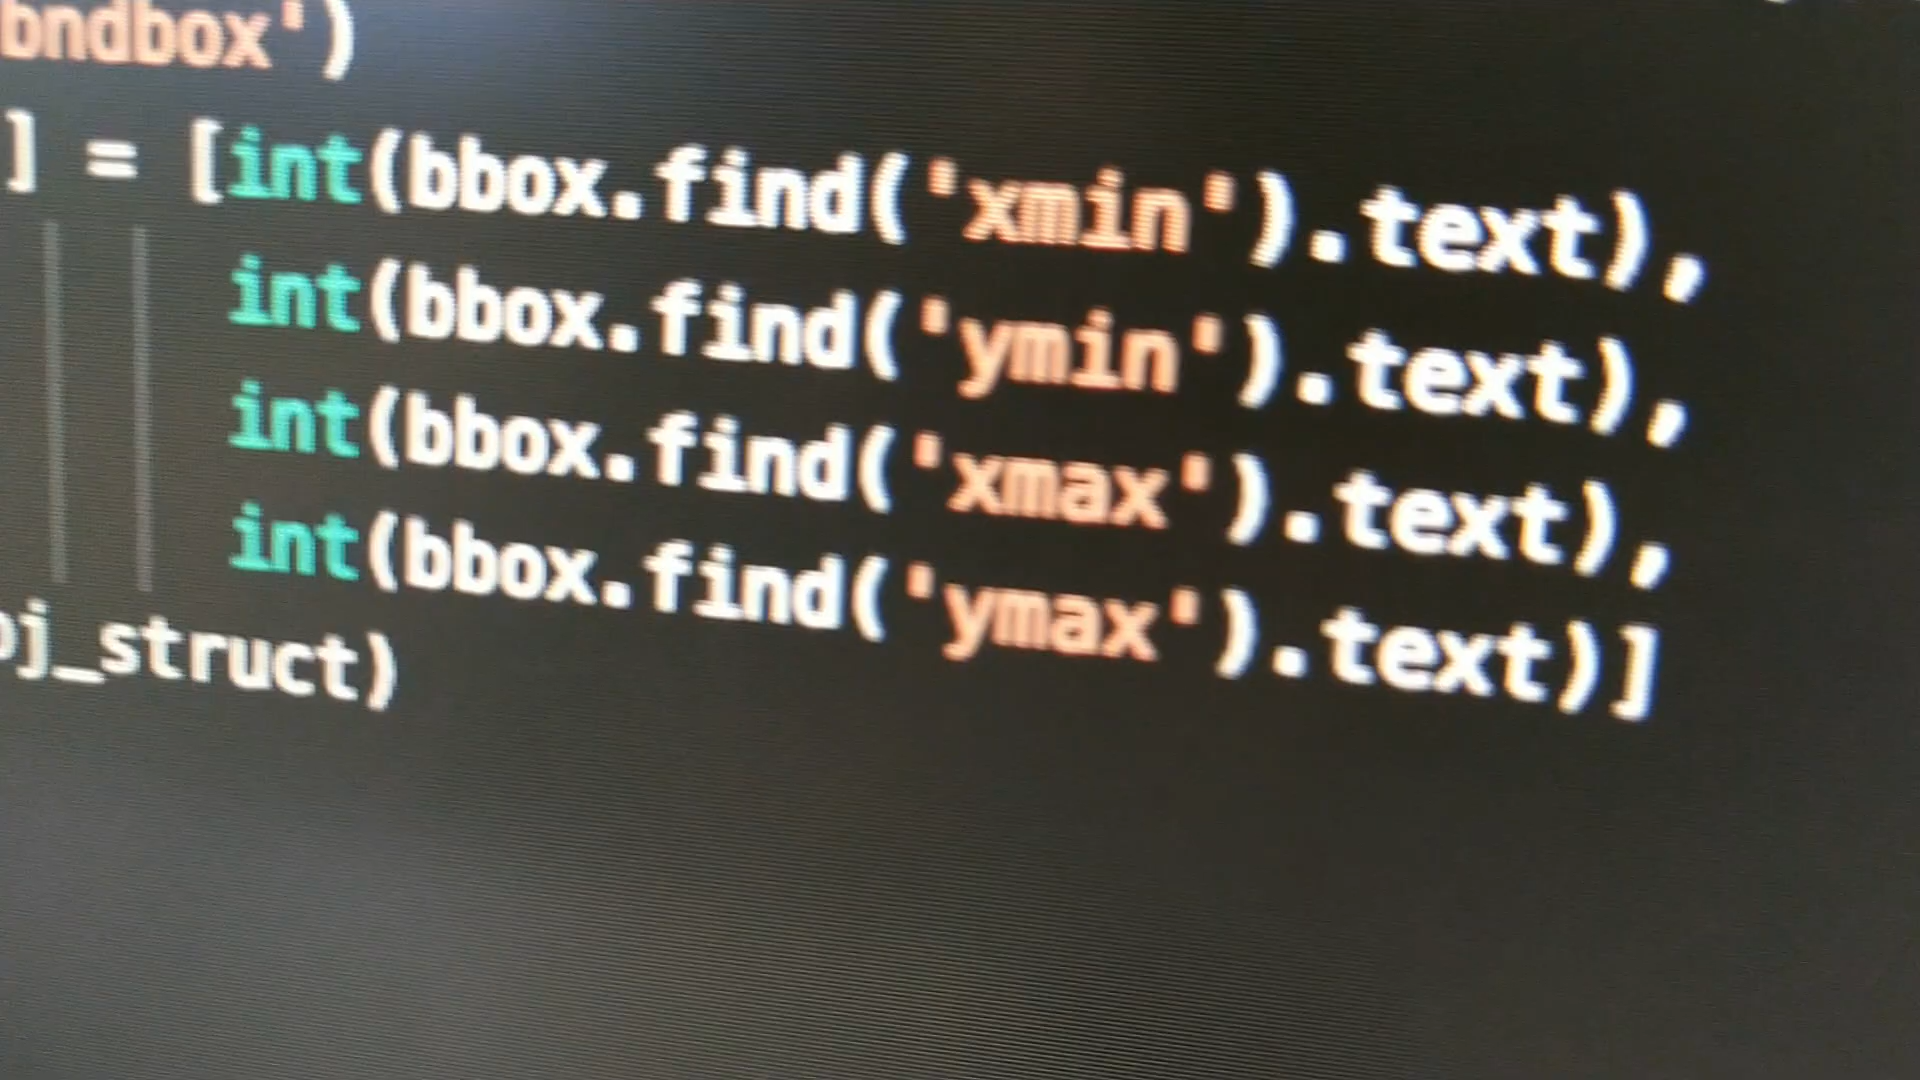 bndbox')
] = [int(bbox.find('xmin').text),
int(bbox.find('ymin').text),
int(bbox.find('xmax').text),
int(bbox.find('ymax').text)]
bj_struct)